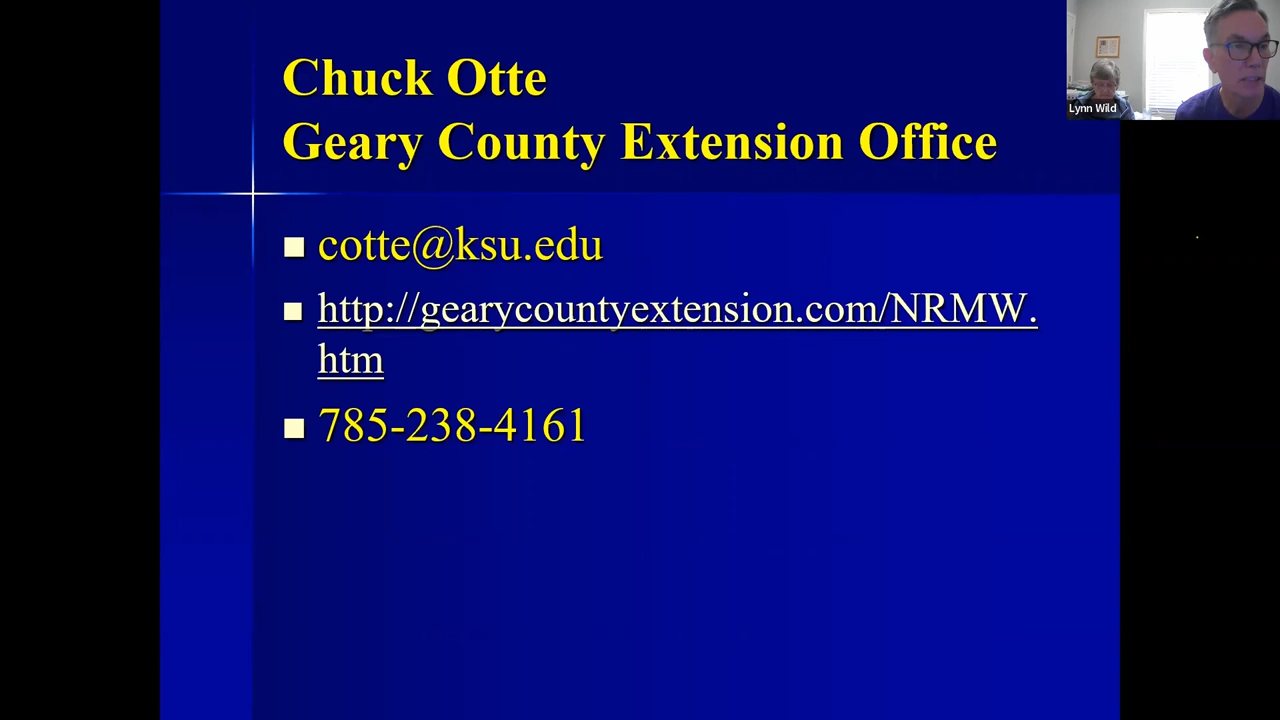 Chuck Otte
Geary County Extension Office
cotte@ksu.edu
http://gearycountyextension.com/NRMW.
htm
785-238-4161
Lynn Wild